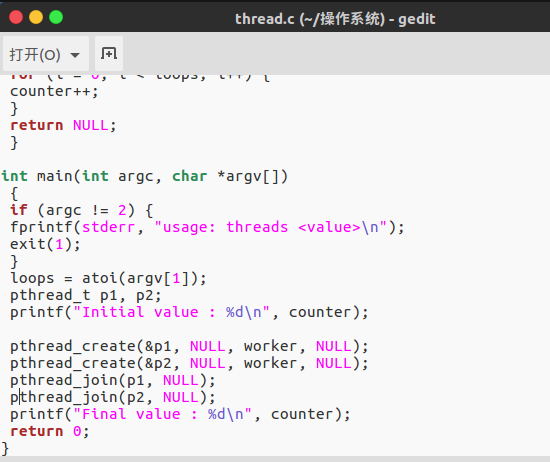 thread.c (~/操作系统) - gedit
打开(O)
for (i = 0; i < loops; i++) {
counter++;
}
return NULL;
}
int main(int argc, char *argv[])
{
if (argc != 2) {
fprintf(stderr, "usage: threads <value>\n");
exit(1);
}
loops = atoi(argv[1]);
pthread_t p1, p2;
printf("Initial value : %d\n", counter);
pthread_create(&p1, NULL, worker, NULL);
pthread_create(&p2, NULL, worker, NULL);
pthread_join(p1, NULL);
pthread_join(p2, NULL);
printf("Final value : %d\n", counter);
return 0;
}